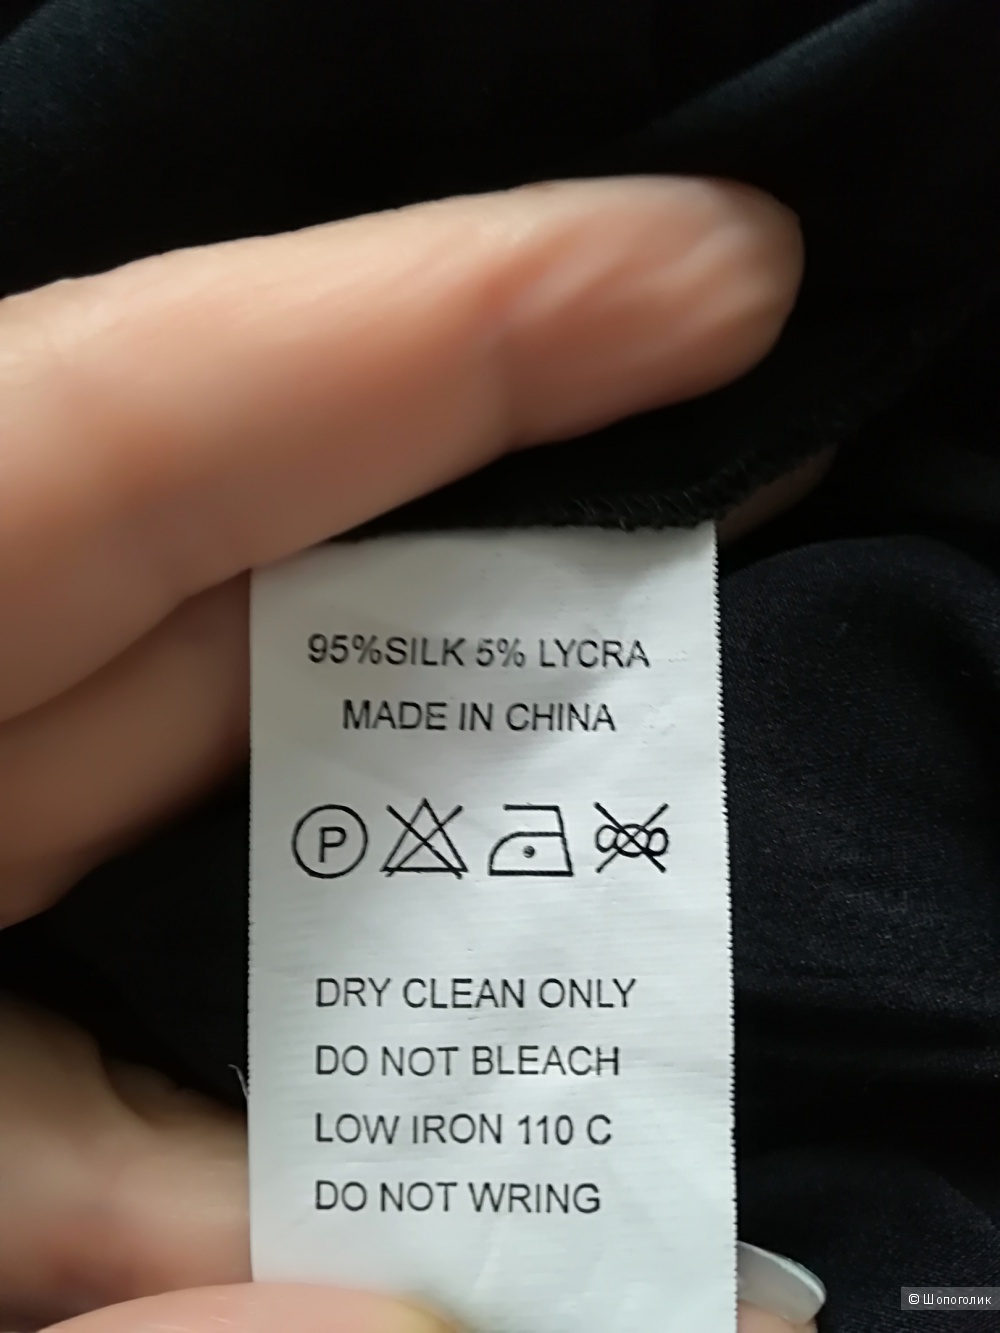 95%SILK 5% LYCRA
MADE IN CHINA
P
DRY CLEAN ONLY
DO NOT BLEACH
LOW IRON 110 C
DO NOT WRING
© Шопоголик